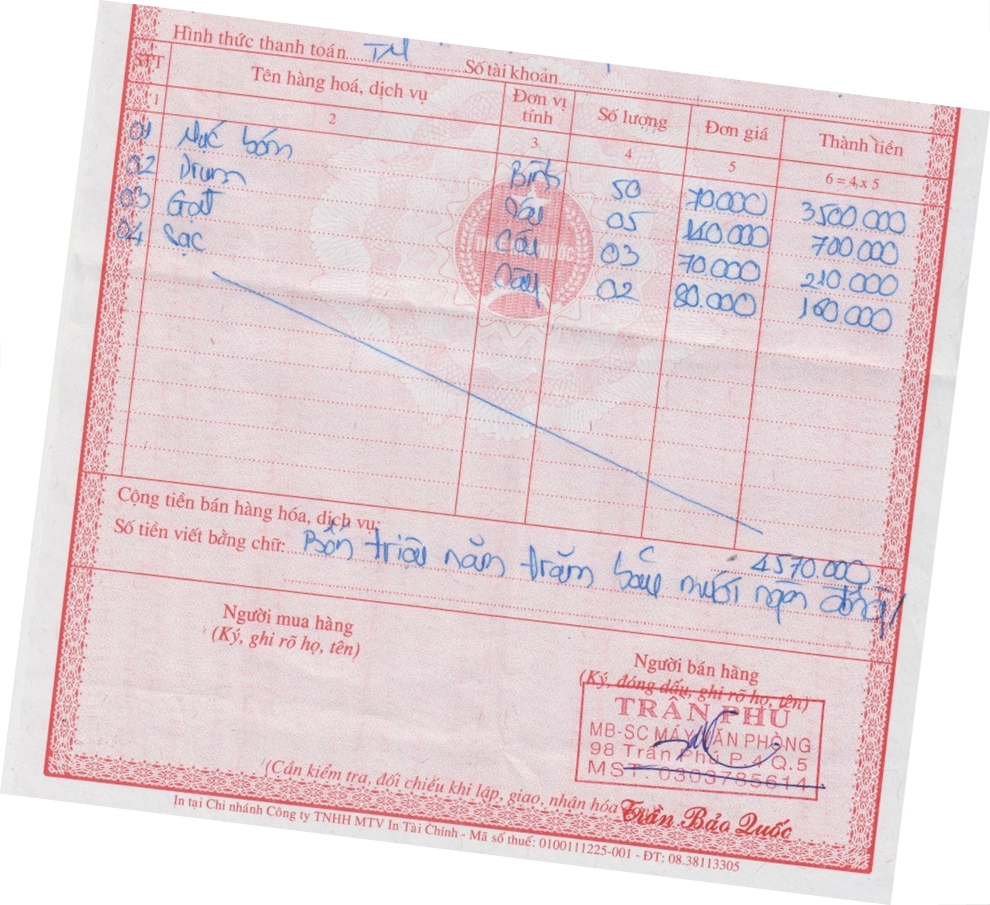 Hình thức thanh toán TM Số tài khoản
STT Tên hàng hoá, dịch vụ Đơn vị tính Số lượng Đơn giá Thành tiền
1 2 3 4 5 6 = 4 x 5
01 Mực bơm Bình 50 70.000 3500.000
02 Drum Cây 05 140.000 700.000
03 Gạt Cây 03 70.000 210.000
04 Sạc Cây 02 80.000 160.000
Cộng tiền bán hàng hóa, dịch vụ: 4570.000
Số tiền viết bằng chữ: Bốn triệu năm trăm bảy mươi ngàn đồng
Người mua hàng
(Ký, ghi rõ họ, tên)
Người bán hàng
(Ký, đóng dấu, ghi rõ họ, tên)
TRẦN PHÚ
MB-SC MÁY VĂN PHÒNG
98 Trần Phú P.4 Q.5
MST: 0303785614
(Cần kiểm tra, đối chiếu khi lập, giao, nhận hóa
Trần Bảo Quốc
In tại Chi nhánh Công ty TNHH MTV In Tài Chính - Mã số thuế: 0100111225-001 - ĐT: 08.38113305